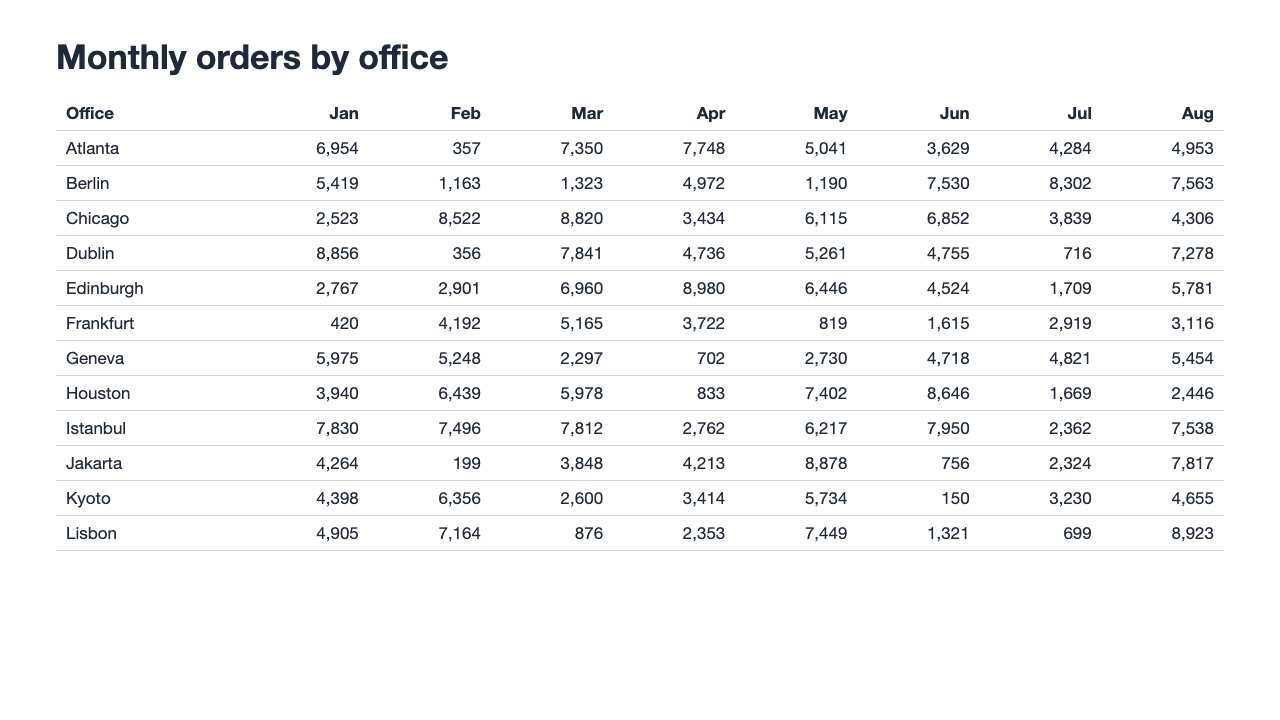 Monthly orders by office
Office Jan Feb Mar Apr May Jun Jul Aug
Atlanta 6,954 357 7,350 7,748 5,041 3,629 4,284 4,953
Berlin 5,419 1,163 1,323 4,972 1,190 7,530 8,302 7,563
Chicago 2,523 8,522 8,820 3,434 6,115 6,852 3,839 4,306
Dublin 8,856 356 7,841 4,736 5,261 4,755 716 7,278
Edinburgh 2,767 2,901 6,960 8,980 6,446 4,524 1,709 5,781
Frankfurt 420 4,192 5,165 3,722 819 1,615 2,919 3,116
Geneva 5,975 5,248 2,297 702 2,730 4,718 4,821 5,454
Houston 3,940 6,439 5,978 833 7,402 8,646 1,669 2,446
Istanbul 7,830 7,496 7,812 2,762 6,217 7,950 2,362 7,538
Jakarta 4,264 199 3,848 4,213 8,878 756 2,324 7,817
Kyoto 4,398 6,356 2,600 3,414 5,734 150 3,230 4,655
Lisbon 4,905 7,164 876 2,353 7,449 1,321 699 8,923